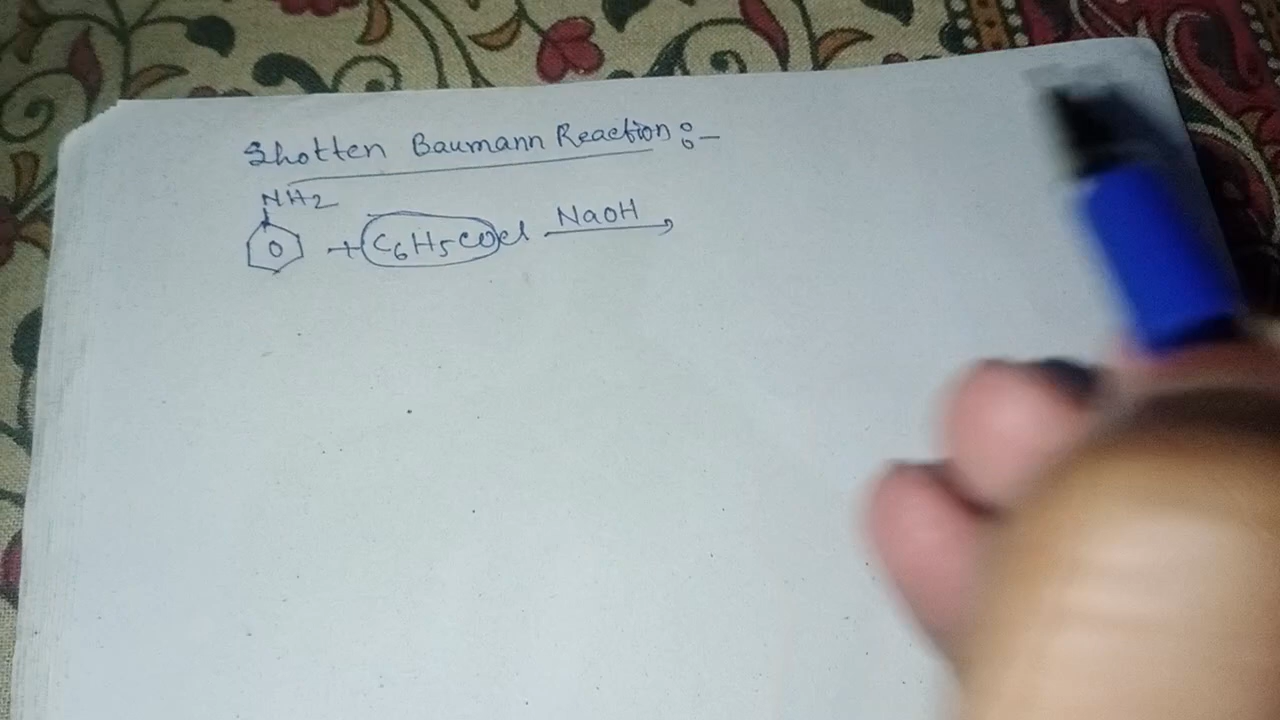 Shotten Baumann Reaction :-
NH2
+ C6H5COCl NaOH